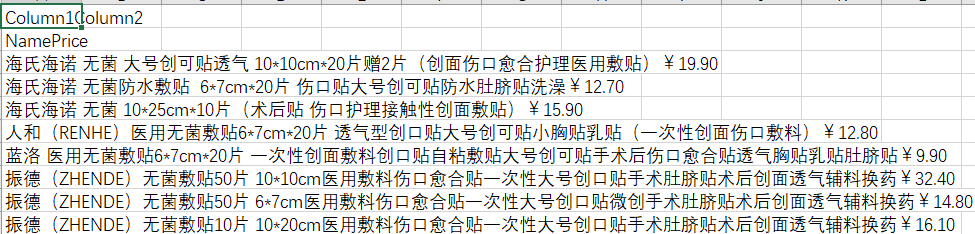 Column1Column2
NamePrice
海氏海诺 无菌 大号创可贴透气 10*10cm*20片赠2片（创面伤口愈合护理医用敷贴）￥19.90
海氏海诺 无菌防水敷贴  6*7cm*20片 伤口贴大号创可贴防水肚脐贴洗澡￥12.70
海氏海诺 无菌 10*25cm*10片（术后贴 伤口护理接触性创面敷贴）￥15.90
人和（RENHE）医用无菌敷贴6*7cm*20片 透气型创口贴大号创可贴小胸贴乳贴（一次性创面伤口敷料）￥12.80
蓝洛 医用无菌敷贴6*7cm*20片 一次性创面敷料创口贴自粘敷贴大号创可贴手术后伤口愈合贴透气胸贴乳贴肚脐贴￥9.90
振德（ZHENDE）无菌敷贴50片 10*10cm医用敷料伤口愈合贴一次性大号创口贴手术肚脐贴术后创面透气辅料换药￥32.40
振德（ZHENDE）无菌敷贴50片 6*7cm医用敷料伤口愈合贴一次性大号创口贴微创手术肚脐贴术后创面透气辅料换药￥14.80
振德（ZHENDE）无菌敷贴10片 10*20cm医用敷料伤口愈合贴一次性大号创口贴手术肚脐贴术后创面透气辅料换药￥16.10